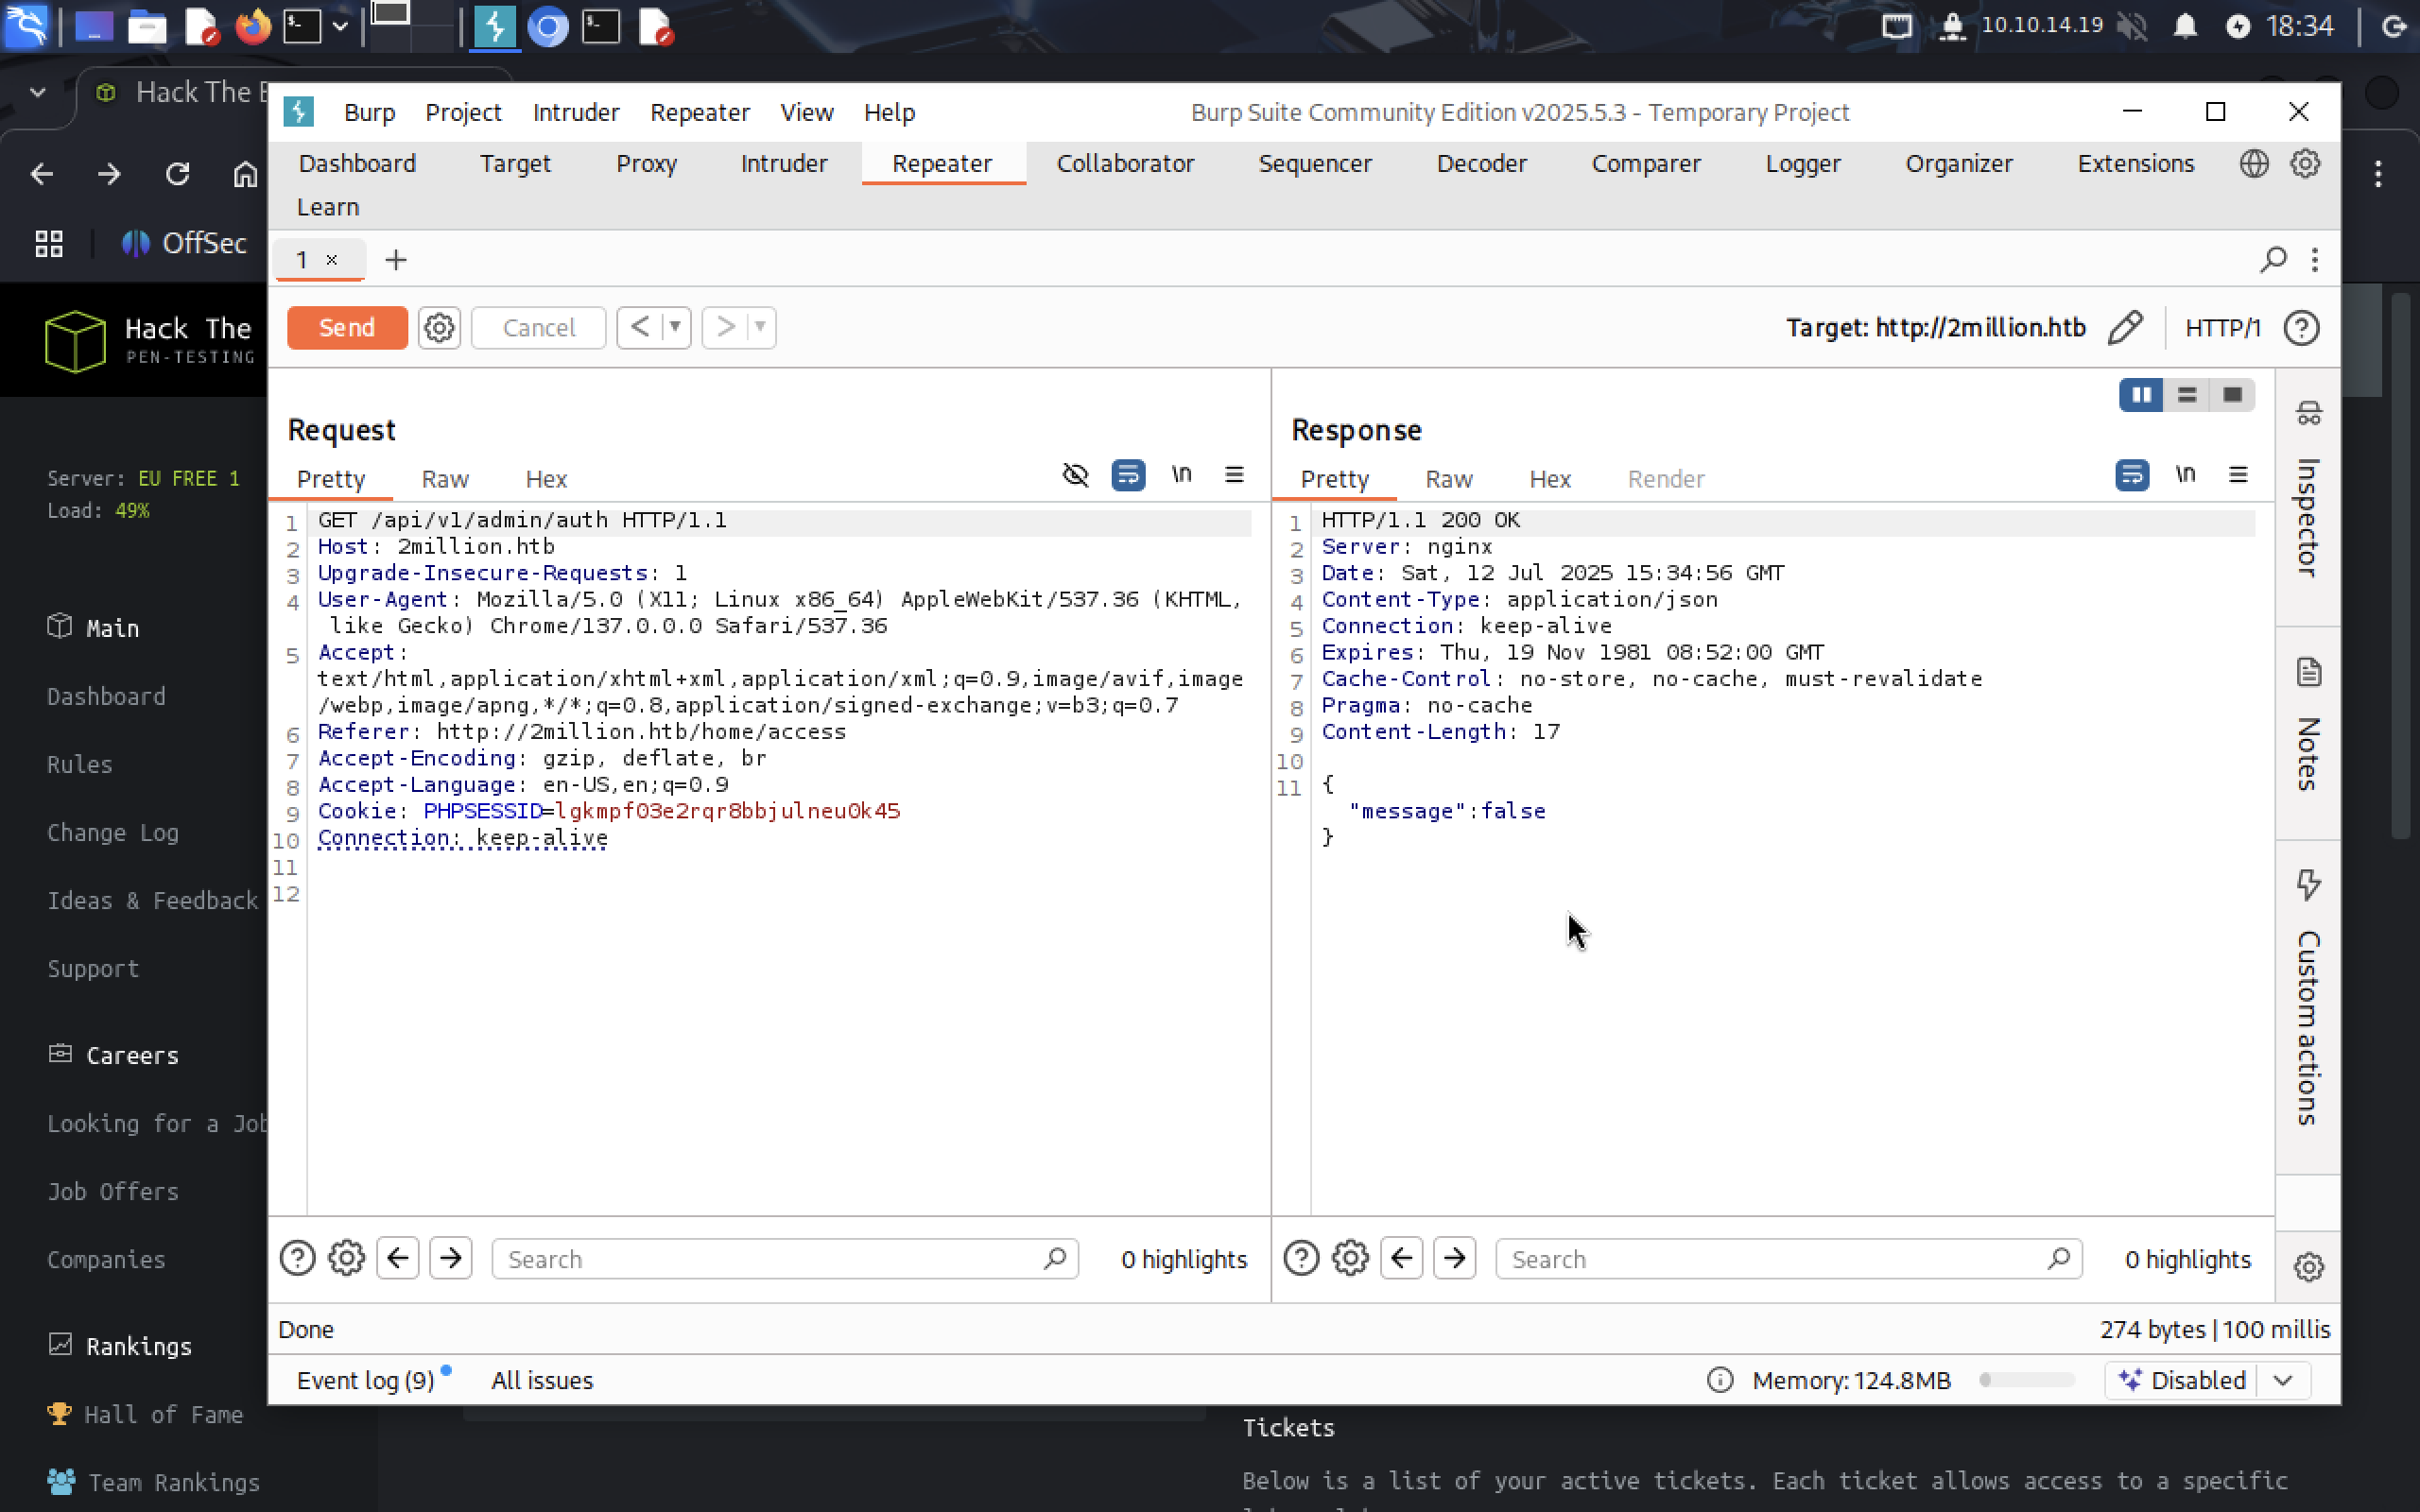 10.10.14.19
18:34
Hack The
Burp Project Intruder Repeater View Help
Burp Suite Community Edition v2025.5.3 - Temporary Project
Dashboard Target Proxy Intruder Repeater Collaborator Sequencer Decoder Comparer Logger Organizer Extensions
Learn
OffSec
1 ×
Hack The
PEN-TESTING
Send Cancel
Target: http://2million.htb
HTTP/1
Server: EU FREE 1
Load: 49%
Main
Dashboard
Rules
Change Log
Ideas & Feedback
Support
Careers
Looking for a Job
Job Offers
Companies
Rankings
Hall of Fame
Team Rankings
Request
Pretty Raw Hex
\n
1 GET /api/v1/admin/auth HTTP/1.1
2 Host: 2million.htb
3 Upgrade-Insecure-Requests: 1
4 User-Agent: Mozilla/5.0 (X11; Linux x86_64) AppleWebKit/537.36 (KHTML,
like Gecko) Chrome/137.0.0.0 Safari/537.36
5 Accept:
text/html,application/xhtml+xml,application/xml;q=0.9,image/avif,image
/webp,image/apng,*/*;q=0.8,application/signed-exchange;v=b3;q=0.7
6 Referer: http://2million.htb/home/access
7 Accept-Encoding: gzip, deflate, br
8 Accept-Language: en-US,en;q=0.9
9 Cookie: PHPSESSID=lgkmpf03e2rqr8bbjulneu0k45
10 Connection: keep-alive
11
12
Search
0 highlights
Response
Pretty Raw Hex Render
\n
1 HTTP/1.1 200 OK
2 Server: nginx
3 Date: Sat, 12 Jul 2025 15:34:56 GMT
4 Content-Type: application/json
5 Connection: keep-alive
6 Expires: Thu, 19 Nov 1981 08:52:00 GMT
7 Cache-Control: no-store, no-cache, must-revalidate
8 Pragma: no-cache
9 Content-Length: 17
10
11 {
"message":false
}
Search
0 highlights
Inspector
Notes
Custom actions
Done
274 bytes | 100 millis
Event log (9) All issues
Memory: 124.8MB
Disabled
Tickets
Below is a list of your active tickets. Each ticket allows access to a specific